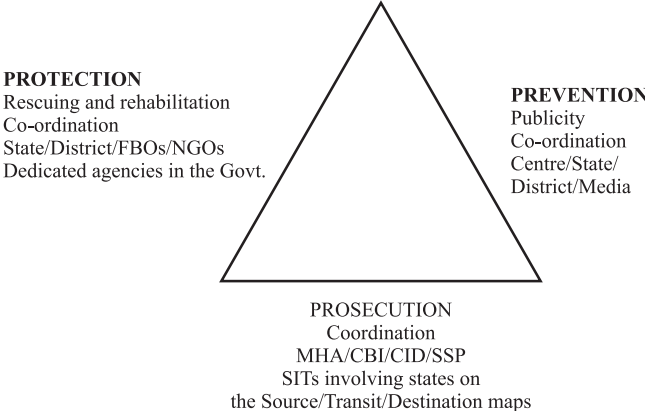 PROTECTION
Rescuing and rehabilitation
Co-ordination
State/District/FBOs/NGOs
Dedicated agencies in the Govt.
PREVENTION
Publicity
Co-ordination
Centre/State/
District/Media
PROSECUTION
Coordination
MHA/CBI/CID/SSP
SITs involving states on
the Source/Transit/Destination maps